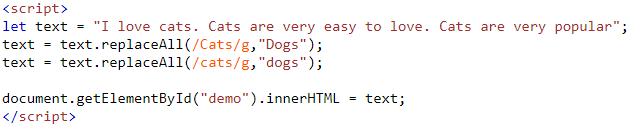 <script>
let text = "I love cats. Cats are very easy to love. Cats are very popular";
text = text.replaceAll(/Cats/g,"Dogs");
text = text.replaceAll(/cats/g,"dogs");
document.getElementById("demo").innerHTML = text;
</script>